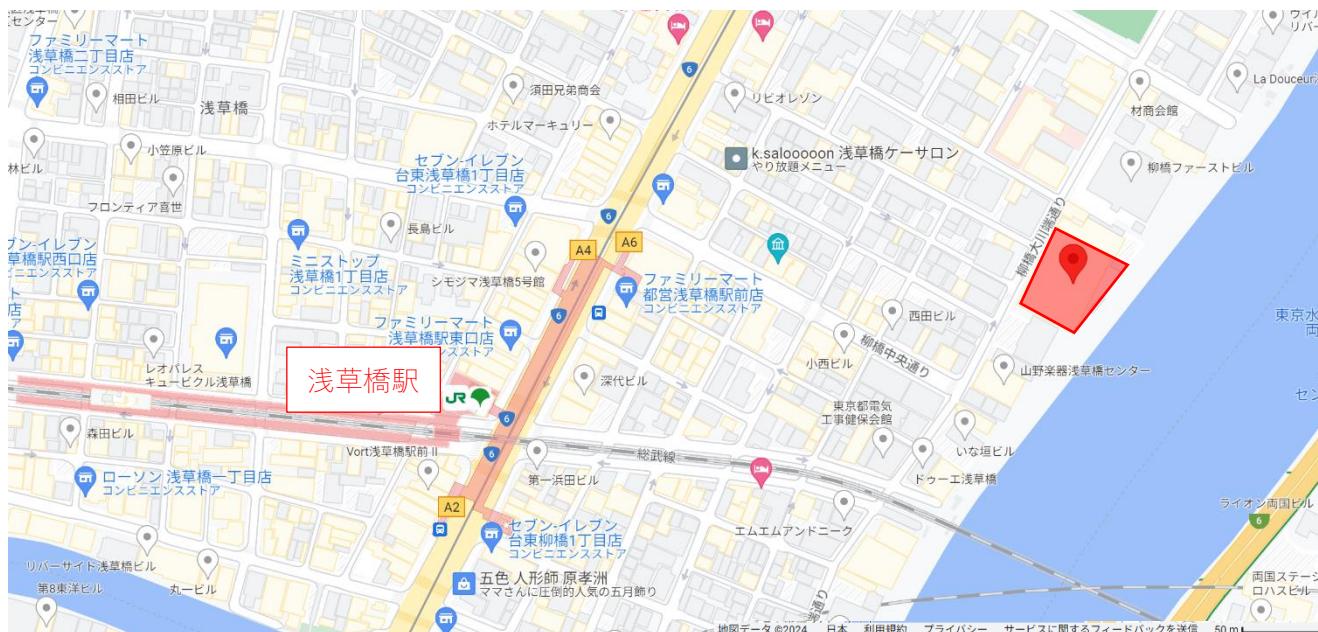 センター
ファミリーマート
浅草橋二丁目店
コンビニエンスストア
相田ビル
浅草橋
小笠原ビル
林ビル
フロンティア喜世
須田兄弟商会
ホテルマーキュリー
6
リビオレゾン
セブン-イレブン
台東浅草橋1丁目店
コンビニエンスストア
k.salooooon 浅草橋ケーサロン
やり放題メニュー
ウイル
リバー
La Douceur
材商会館
柳橋ファーストビル
柳橋大川端通り
長島ビル
6
A4
A6
ブン-イレブン
草橋駅西口店
ニエンスストア
ミニストップ
浅草橋1丁目店
コンビニエンスストア
シモジマ浅草橋5号館
ファミリーマート
都営浅草橋駅前店
コンビニエンスストア
6
ファミリーマート
浅草橋駅東口店
コンビニエンスストア
西田ビル
柳橋中央通り
小西ビル
山野楽器浅草橋センター
東京水
両
セン
ト
店
ア
レオパレス
キュービクル浅草橋
浅草橋駅
JR
6
深代ビル
東京都電気
工事健保会館
いな垣ビル
ドゥーエ浅草橋
森田ビル
Vort浅草橋駅前 II
6
総武線
第一浜田ビル
ローソン 浅草橋一丁目店
コンビニエンスストア
A2
セブン-イレブン
台東柳橋1丁目店
コンビニエンスストア
エムエムアンドニーク
ライオン両国ビル
6
リバーサイド浅草橋ビル
第8東洋ビル
丸一ビル
五色 人形師 原孝洲
ママさんに圧倒的人気の五月飾り
端通り
両国ステージ
ロハスビル
地図データ ©2024 日本 利用規約 プライバシー サービスに関するフィードバックを送信 50 m